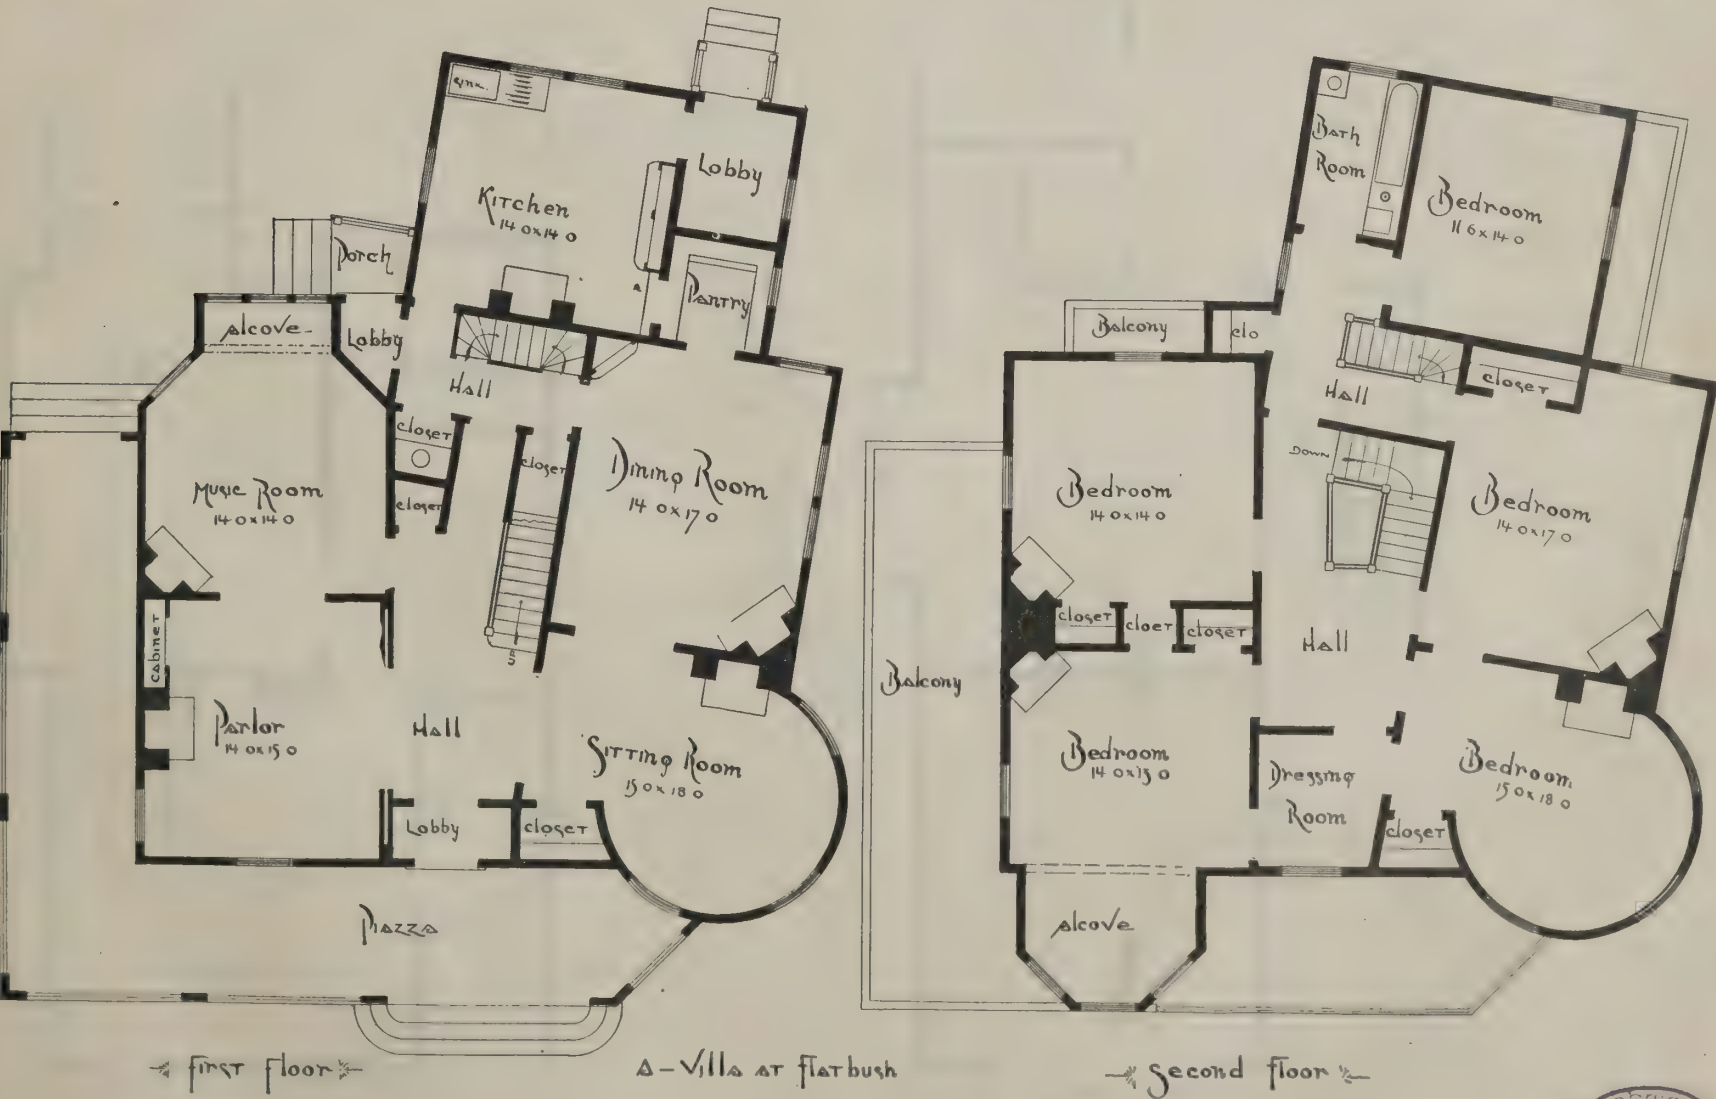 Sink.
Kitchen
14 0 x 14 0
Lobby
Pantry
Porch
Alcove
Lobby
Hall
closet
closet
closet
Music Room
14 0 x 14 0
Dining Room
14 0 x 17 0
cabinet
Parlor
14 0 x 15 0
Hall
Sitting Room
15 0 x 18 0
Lobby
closet
Piazza
First Floor
A - Villa at Flatbush
Bath
Room
Bedroom
11 6 x 14 0
Balcony
clo
closet
Hall
Down
Bedroom
14 0 x 14 0
Bedroom
14 0 x 17 0
closet
cloet
closet
Hall
Balcony
Bedroom
14 0 x 15 0
Dressing
Room
Bedroom
15 0 x 18 0
closet
Alcove
Second Floor